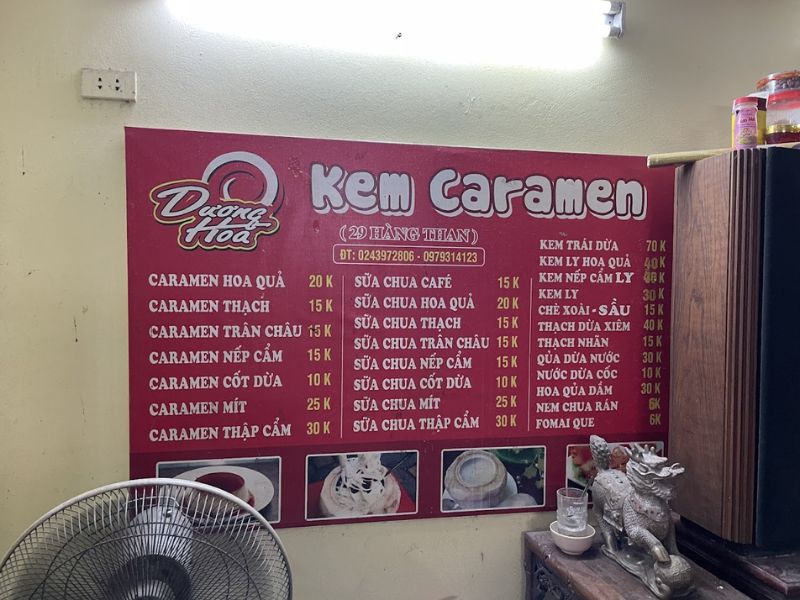 Dương Hoa
Kem Caramen
( 29 HÀNG THAN )
ĐT: 0243972806 - 0979314123
CARAMEN HOA QUẢ 20 K
CARAMEN THẠCH 15 K
CARAMEN TRÂN CHÂU 15 K
CARAMEN NẾP CẨM 15 K
CARAMEN CỐT DỪA 10 K
CARAMEN MÍT 25 K
CARAMEN THẬP CẨM 30 K
SỮA CHUA CAFÉ 15 K
SỮA CHUA HOA QUẢ 20 K
SỮA CHUA THẠCH 15 K
SỮA CHUA TRÂN CHÂU 15 K
SỮA CHUA NẾP CẨM 15 K
SỮA CHUA CỐT DỪA 10 K
SỮA CHUA MÍT 25 K
SỮA CHUA THẬP CẨM 30 K
KEM TRÁI DỪA 70 K
KEM LY HOA QUẢ 40 K
KEM NẾP CẨM LY K
KEM LY 30 K
CHÈ XOÀI - SẦU 15 K
THẠCH DỪA XIÊM 40 K
THẠCH NHÃN 15 K
QỦA DỪA NƯỚC 30 K
NƯỚC DỪA CỐC 10 K
HOA QỦA DẦM 30 K
NEM CHUA RÁN 6K
FOMAI QUE 6K